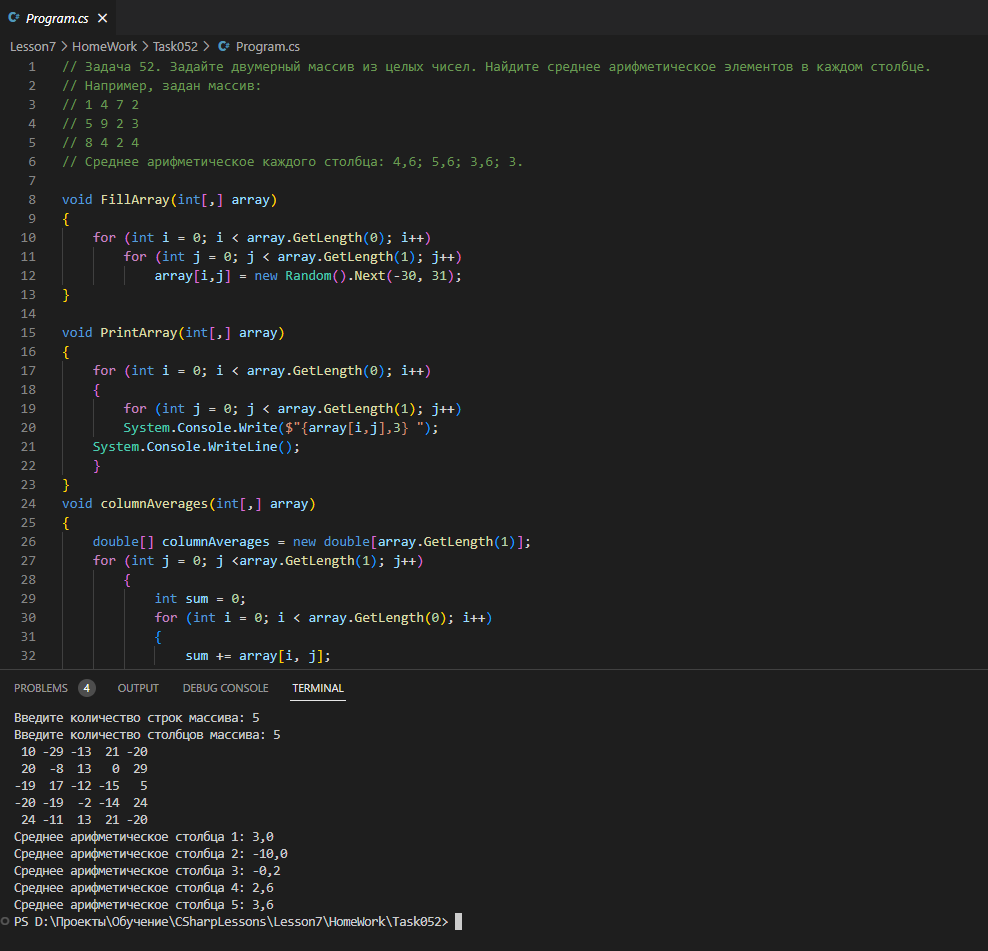 Program.cs
Lesson7 > HomeWork > Task052 > Program.cs
1 // Задача 52. Задайте двумерный массив из целых чисел. Найдите среднее арифметическое элементов в каждом столбце.
2 // Например, задан массив:
3 // 1 4 7 2
4 // 5 9 2 3
5 // 8 4 2 4
6 // Среднее арифметическое каждого столбца: 4,6; 5,6; 3,6; 3.
7
8 void FillArray(int[,] array)
9 {
10     for (int i = 0; i < array.GetLength(0); i++)
11         for (int j = 0; j < array.GetLength(1); j++)
12             array[i,j] = new Random().Next(-30, 31);
13 }
14
15 void PrintArray(int[,] array)
16 {
17     for (int i = 0; i < array.GetLength(0); i++)
18     {
19         for (int j = 0; j < array.GetLength(1); j++)
20         System.Console.Write($"{array[i,j],3} ");
21     System.Console.WriteLine();
22     }
23 }
24 void columnAverages(int[,] array)
25 {
26     double[] columnAverages = new double[array.GetLength(1)];
27     for (int j = 0; j <array.GetLength(1); j++)
28         {
29             int sum = 0;
30             for (int i = 0; i < array.GetLength(0); i++)
31             {
32                 sum += array[i, j];
PROBLEMS 4 OUTPUT DEBUG CONSOLE TERMINAL
Введите количество строк массива: 5
Введите количество столбцов массива: 5
 10 -29 -13  21 -20
 20  -8  13   0  29
-19  17 -12 -15   5
-20 -19  -2 -14  24
 24 -11  13  21 -20
Среднее арифметическое столбца 1: 3,0
Среднее арифметическое столбца 2: -10,0
Среднее арифметическое столбца 3: -0,2
Среднее арифметическое столбца 4: 2,6
Среднее арифметическое столбца 5: 3,6
PS D:\Проекты\Обучение\CSharpLessons\Lesson7\HomeWork\Task052>